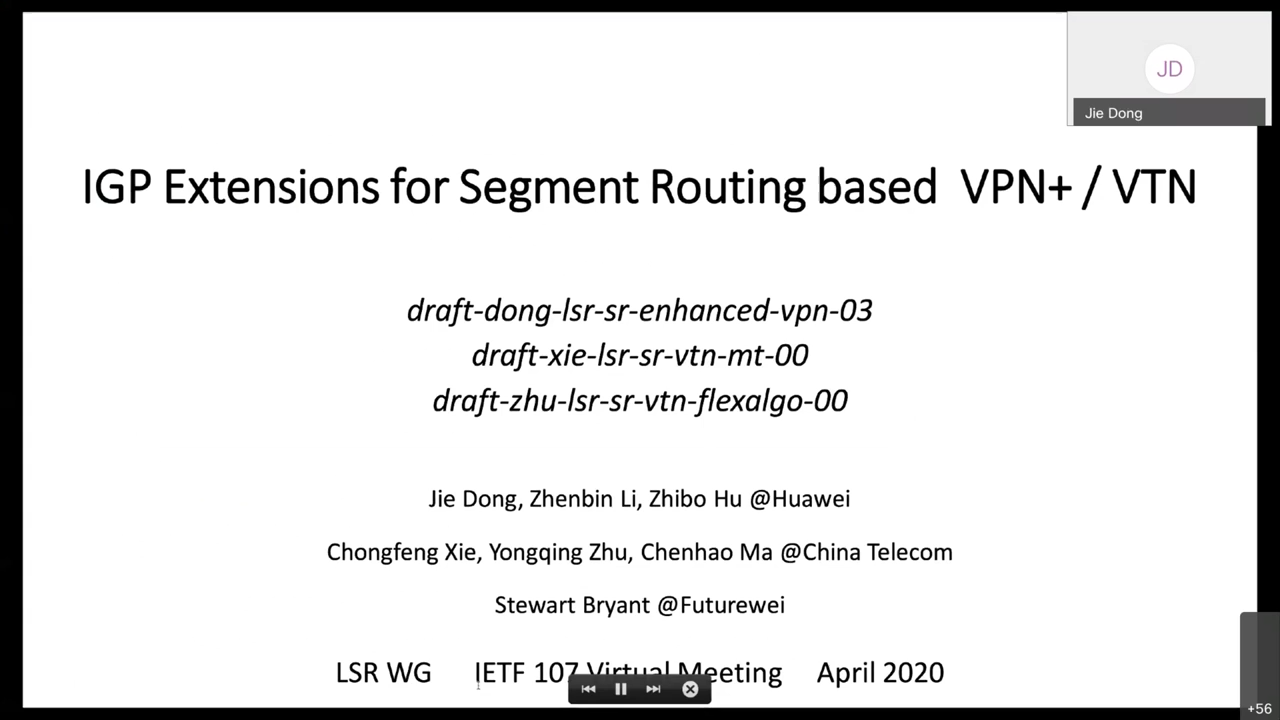 JD
Jie Dong
IGP Extensions for Segment Routing based VPN+ / VTN
draft-dong-lsr-sr-enhanced-vpn-03
draft-xie-lsr-sr-vtn-mt-00
draft-zhu-lsr-sr-vtn-flexalgo-00
Jie Dong, Zhenbin Li, Zhibo Hu @Huawei
Chongfeng Xie, Yongqing Zhu, Chenhao Ma @China Telecom
Stewart Bryant @Futurewei
LSR WG IETF 107 Virtual Meeting April 2020
+56